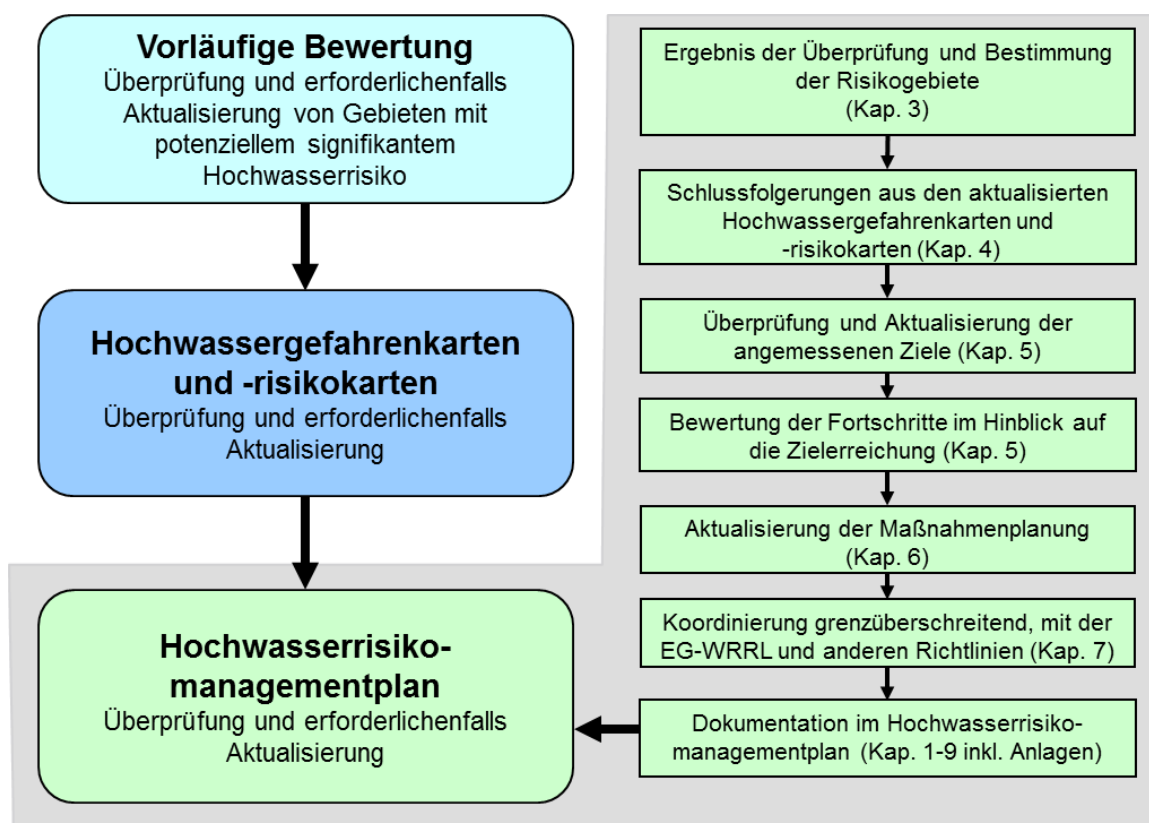 Vorläufige Bewertung
Überprüfung und erforderlichenfalls
Aktualisierung von Gebieten mit
potenziellem signifikantem
Hochwasserrisiko
Hochwassergefahrenkarten
und -risikokarten
Überprüfung und erforderlichenfalls
Aktualisierung
Hochwasserrisiko-
managementplan
Überprüfung und erforderlichenfalls
Aktualisierung
Ergebnis der Überprüfung und Bestimmung
der Risikogebiete
(Kap. 3)
Schlussfolgerungen aus den aktualisierten
Hochwassergefahrenkarten und
-risikokarten (Kap. 4)
Überprüfung und Aktualisierung der
angemessenen Ziele (Kap. 5)
Bewertung der Fortschritte im Hinblick auf
die Zielerreichung (Kap. 5)
Aktualisierung der Maßnahmenplanung
(Kap. 6)
Koordinierung grenzüberschreitend, mit der
EG-WRRL und anderen Richtlinien (Kap. 7)
Dokumentation im Hochwasserrisiko-
managementplan (Kap. 1-9 inkl. Anlagen)